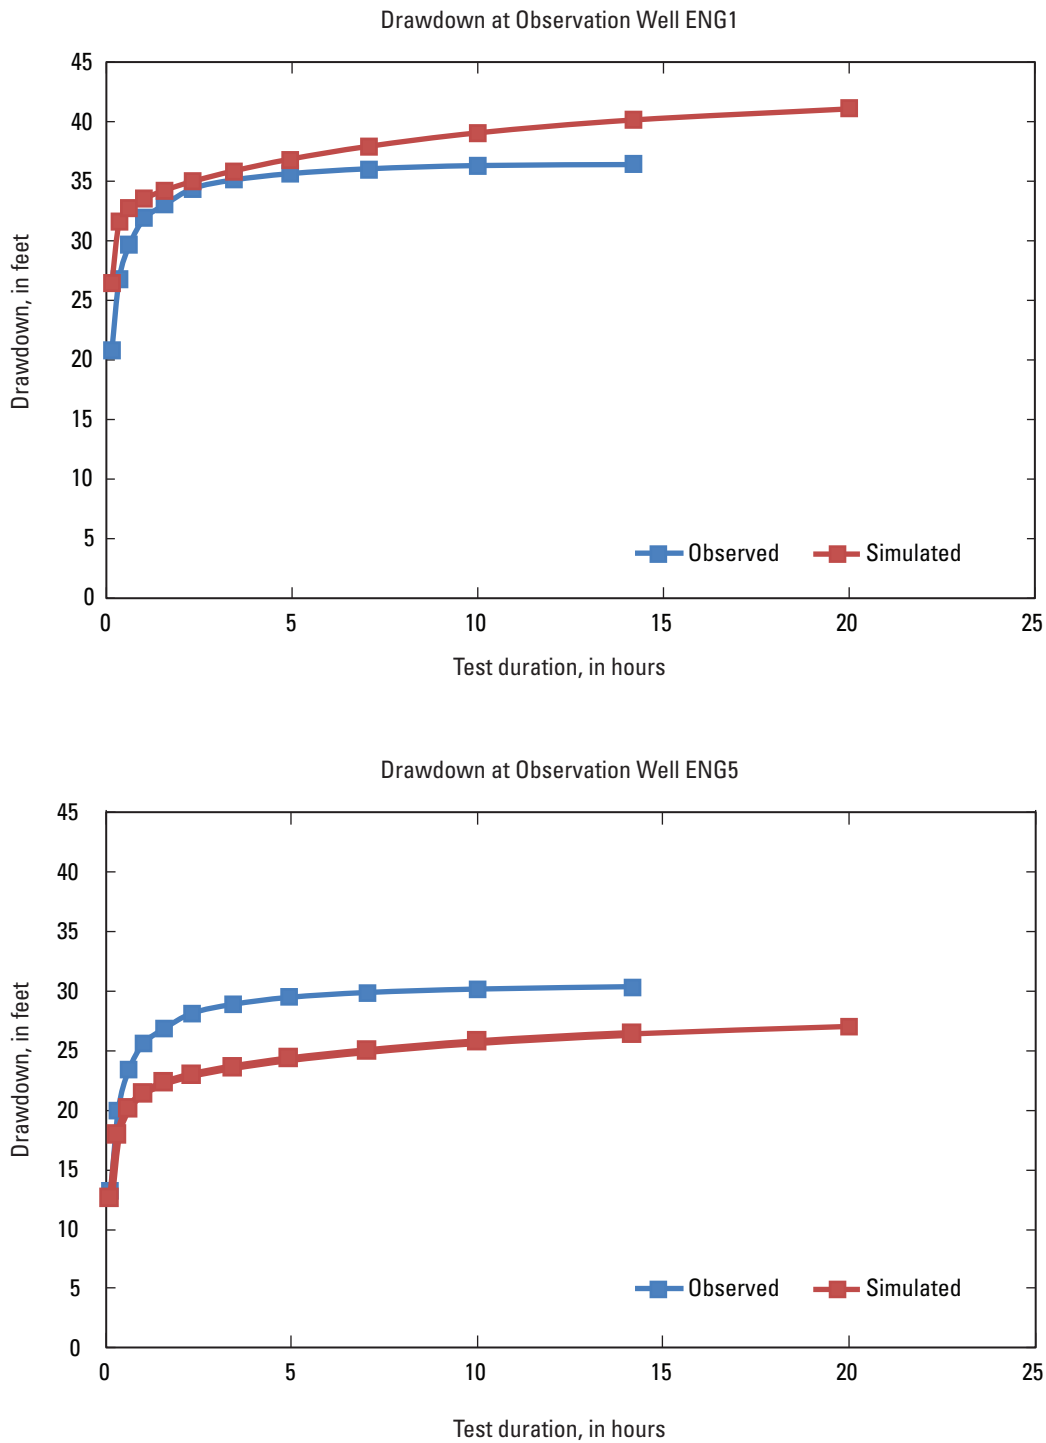 Drawdown at Observation Well ENG1
45
40
35
30
25
20
15
10
5
0
Drawdown, in feet
Observed Simulated
0 5 10 15 20 25
Test duration, in hours
Drawdown at Observation Well ENG5
45
40
35
30
25
20
15
10
5
0
Drawdown, in feet
Observed Simulated
0 5 10 15 20 25
Test duration, in hours